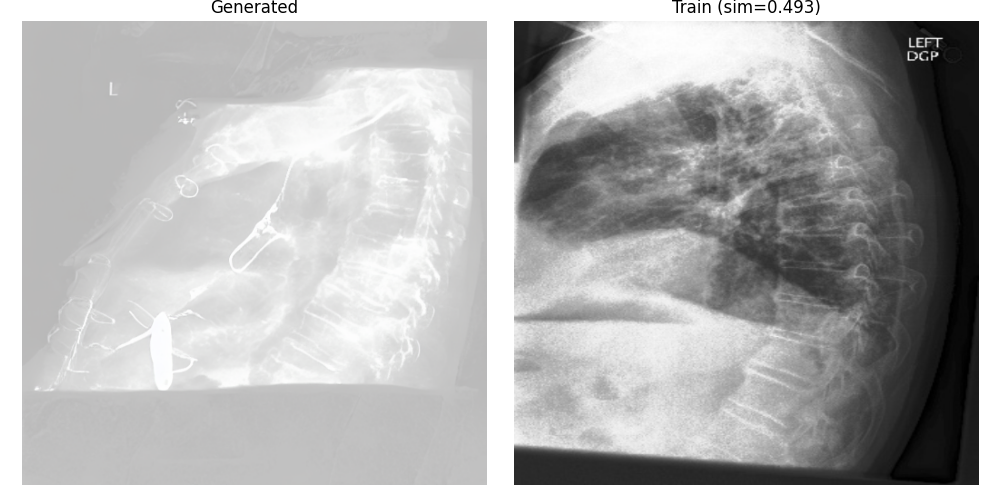 Generated
Train (sim=0.493)
L
LEFT
DGP